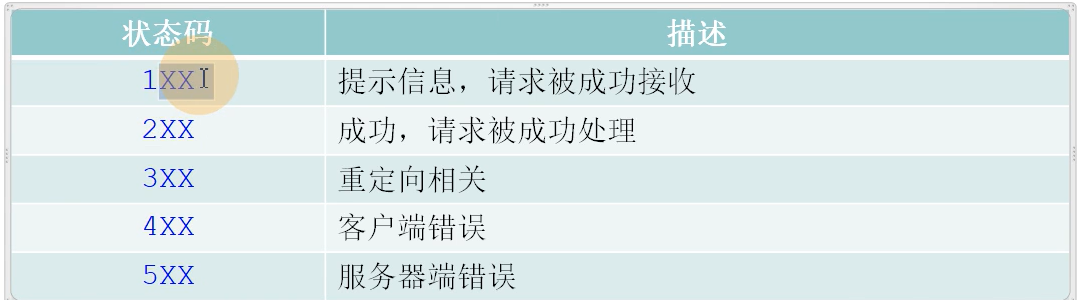 状态码 描述
1XX 提示信息，请求被成功接收
2XX 成功，请求被成功处理
3XX 重定向相关
4XX 客户端错误
5XX 服务器端错误